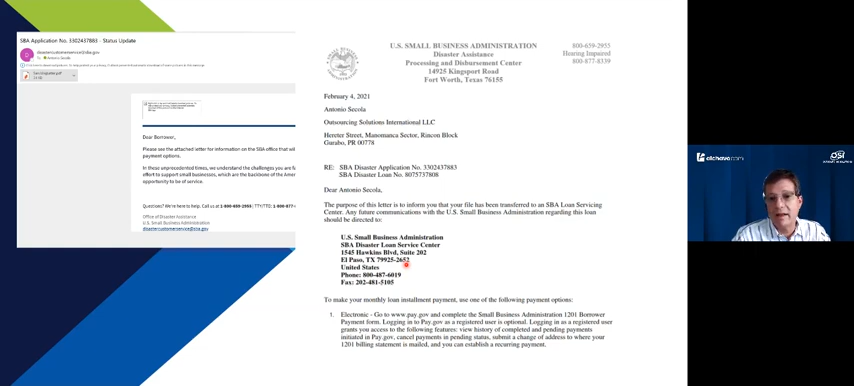 SBA Application No. 3302437883 - Status Update
D
disastercustomerservice@sba.gov
To Antonio Secola
Dear Borrower,
Please see the attached letter for information on the SBA office that wil
payment options.
In these unprecedented times, we understand the challenges you are fa
effort to support small businesses, which are the backbone of the Amer
opportunity to be of service.
Questions? We're here to help. Call us at 1-800-659-2955 | TTY/TTD: 1-800-877-
Office of Disaster Assistance
U.S. Small Business Administration
disastercustomerservice@sba.gov
U.S. SMALL BUSINESS ADMINISTRATION
Disaster Assistance
Processing and Disbursement Center
14925 Kingsport Road
Fort Worth, Texas 76155
800-659-2955
Hearing Impaired
800-877-8339
February 4, 2021
Antonio Secola
Outsourcing Solutions International LLC
Hereter Street, Manomanca Sector, Rincon Block
Gurabo, PR 00778
RE: SBA Disaster Application No. 3302437883
SBA Disaster Loan No. 8075737808
Dear Antonio Secola,
The purpose of this letter is to inform you that your file has been transferred to an SBA Loan Servicing
Center. Any future communications with the U.S. Small Business Administration regarding this loan
should be directed to:
U.S. Small Business Administration
SBA Disaster Loan Service Center
1545 Hawkins Blvd, Suite 202
El Paso, TX 79925-2652
United States
Phone: 800-487-6019
Fax: 202-481-5105
To make your monthly loan installment payment, use one of the following payment options:
1. Electronic - Go to www.pay.gov and complete the Small Business Administration 1201 Borrower
Payment form. Logging in to Pay.gov as a registered user is optional. Logging in as a registered user
grants you access to the following features: view history of completed and pending payments
initiated in Pay.gov, cancel payments in pending status, submit a change of address to where your
1201 billing statement is mailed, and you can establish a recurring payment.
clchava.com
OSI